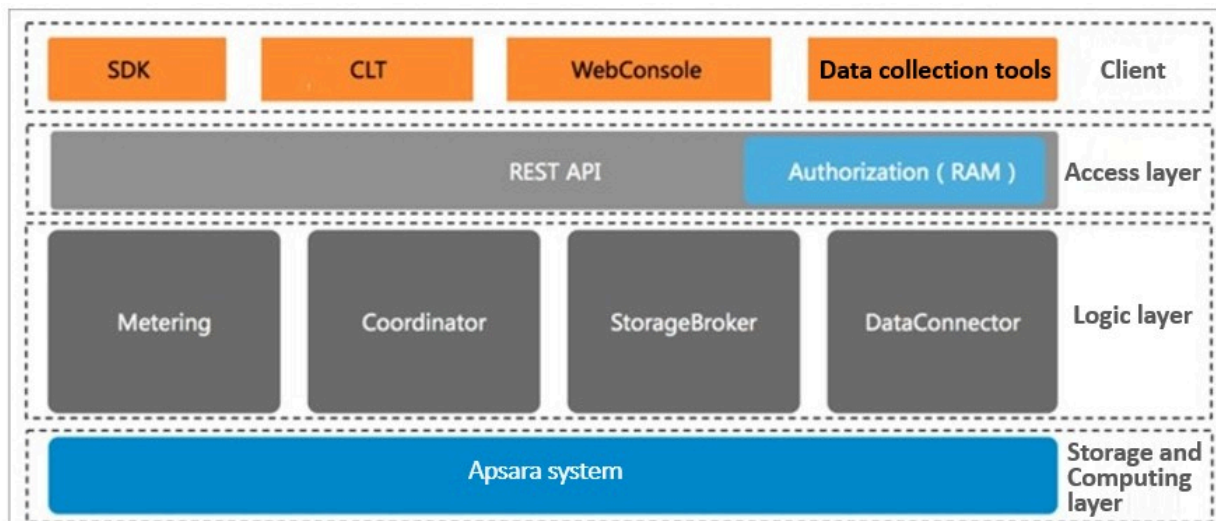 SDK
CLT
WebConsole
Data collection tools
Client
REST API
Authorization ( RAM )
Access layer
Metering
Coordinator
StorageBroker
DataConnector
Logic layer
Apsara system
Storage and
Computing
layer